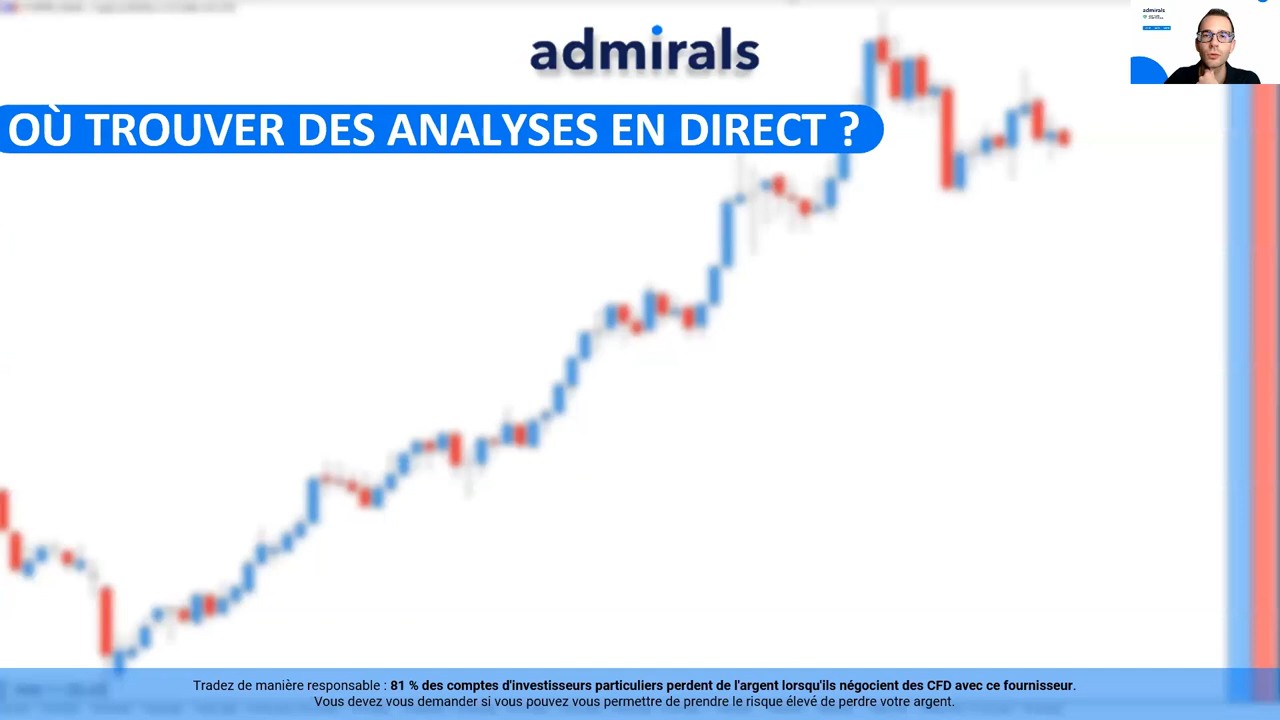 admirals
admirals
OÙ TROUVER DES ANALYSES EN DIRECT ?
Tradez de manière responsable : 81 % des comptes d'investisseurs particuliers perdent de l'argent lorsqu'ils négocient des CFD avec ce fournisseur.
Vous devez vous demander si vous pouvez vous permettre de prendre le risque élevé de perdre votre argent.